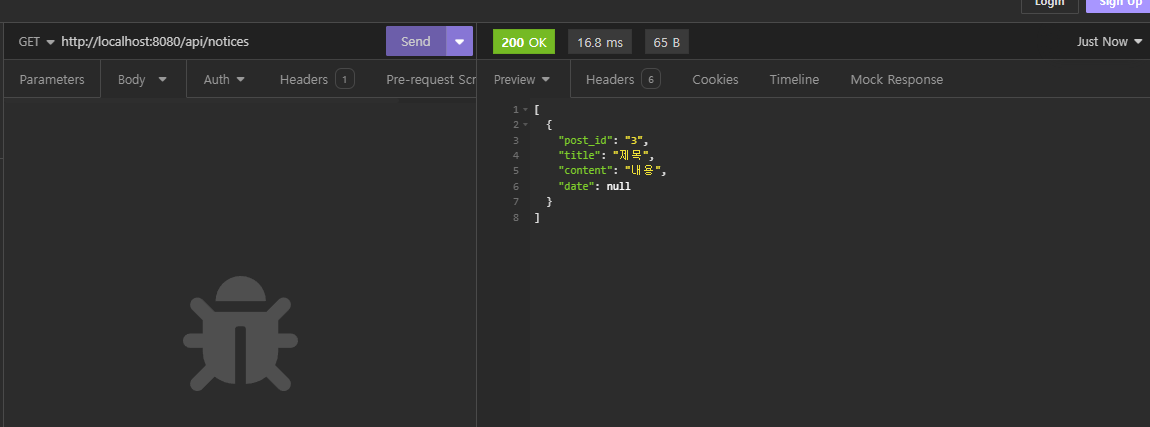 Login
Sign Up
GET http://localhost:8080/api/notices Send 200 OK 16.8 ms 65 B Just Now
Parameters Body Auth Headers 1 Pre-request Scr Preview Headers 6 Cookies Timeline Mock Response
1 [
2 {
3 "post_id": "3",
4 "title": "제목",
5 "content": "내용",
6 "date": null
7 }
8 ]